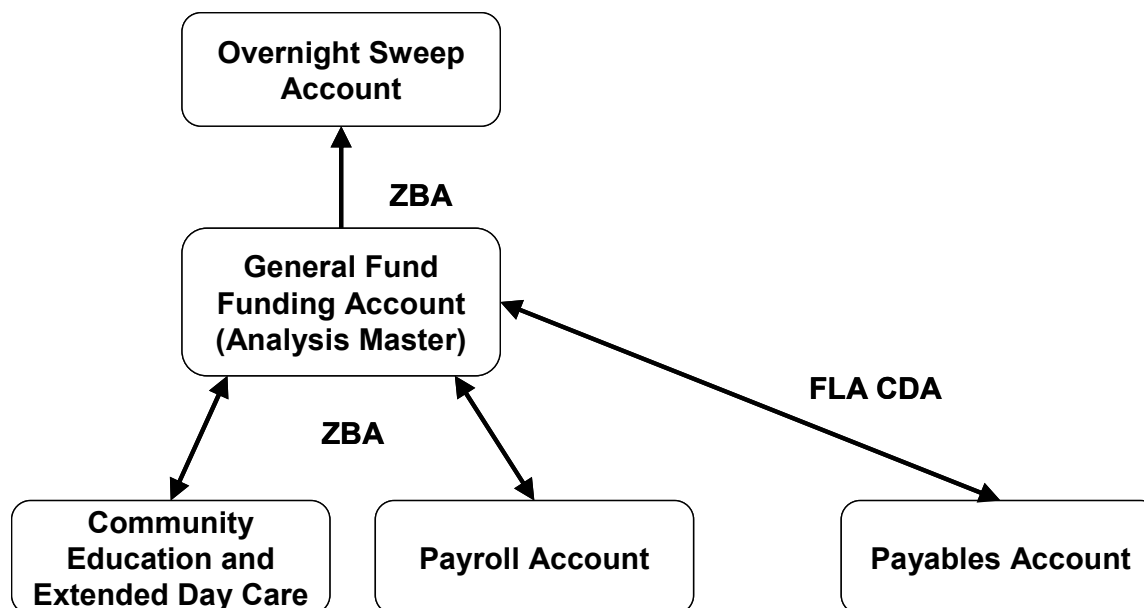 Overnight Sweep
Account
ZBA
General Fund
Funding Account
(Analysis Master)
FLA CDA
ZBA
Community
Education and
Extended Day Care
Payroll Account
Payables Account